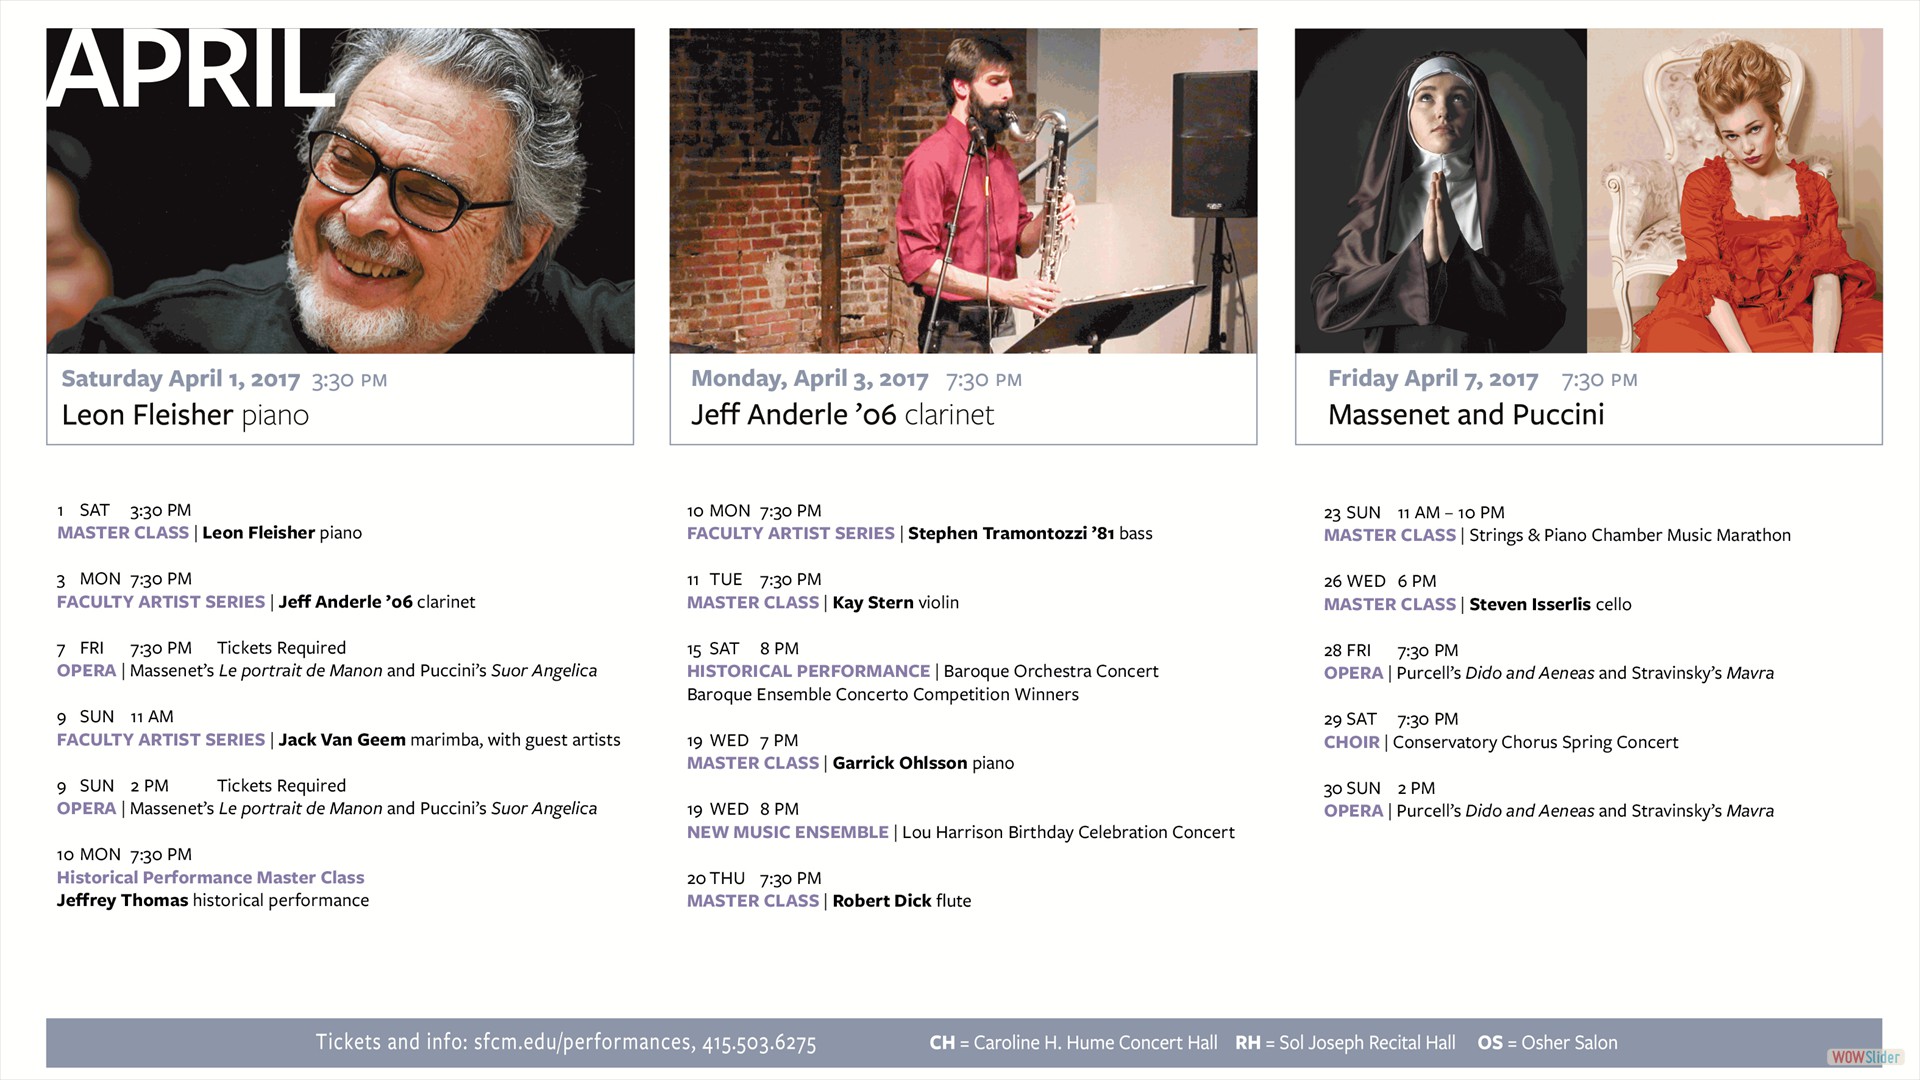 APRIL
Saturday April 1, 2017 3:30 PM
Leon Fleisher piano
Monday, April 3, 2017 7:30 PM
Jeff Anderle ’06 clarinet
Friday April 7, 2017 7:30 PM
Massenet and Puccini
1 SAT 3:30 PM
MASTER CLASS | Leon Fleisher piano
3 MON 7:30 PM
FACULTY ARTIST SERIES | Jeff Anderle ’06 clarinet
7 FRI 7:30 PM Tickets Required
OPERA | Massenet’s Le portrait de Manon and Puccini’s Suor Angelica
9 SUN 11 AM
FACULTY ARTIST SERIES | Jack Van Geem marimba, with guest artists
9 SUN 2 PM Tickets Required
OPERA | Massenet’s Le portrait de Manon and Puccini’s Suor Angelica
10 MON 7:30 PM
Historical Performance Master Class
Jeffrey Thomas historical performance
10 MON 7:30 PM
FACULTY ARTIST SERIES | Stephen Tramontozzi ’81 bass
11 TUE 7:30 PM
MASTER CLASS | Kay Stern violin
15 SAT 8 PM
HISTORICAL PERFORMANCE | Baroque Orchestra Concert
Baroque Ensemble Concerto Competition Winners
19 WED 7 PM
MASTER CLASS | Garrick Ohlsson piano
19 WED 8 PM
NEW MUSIC ENSEMBLE | Lou Harrison Birthday Celebration Concert
20 THU 7:30 PM
MASTER CLASS | Robert Dick flute
23 SUN 11 AM – 10 PM
MASTER CLASS | Strings & Piano Chamber Music Marathon
26 WED 6 PM
MASTER CLASS | Steven Isserlis cello
28 FRI 7:30 PM
OPERA | Purcell’s Dido and Aeneas and Stravinsky’s Mavra
29 SAT 7:30 PM
CHOIR | Conservatory Chorus Spring Concert
30 SUN 2 PM
OPERA | Purcell’s Dido and Aeneas and Stravinsky’s Mavra
Tickets and info: sfcm.edu/performances, 415.503.6275 CH = Caroline H. Hume Concert Hall RH = Sol Joseph Recital Hall OS = Osher Salon
WOWSlider